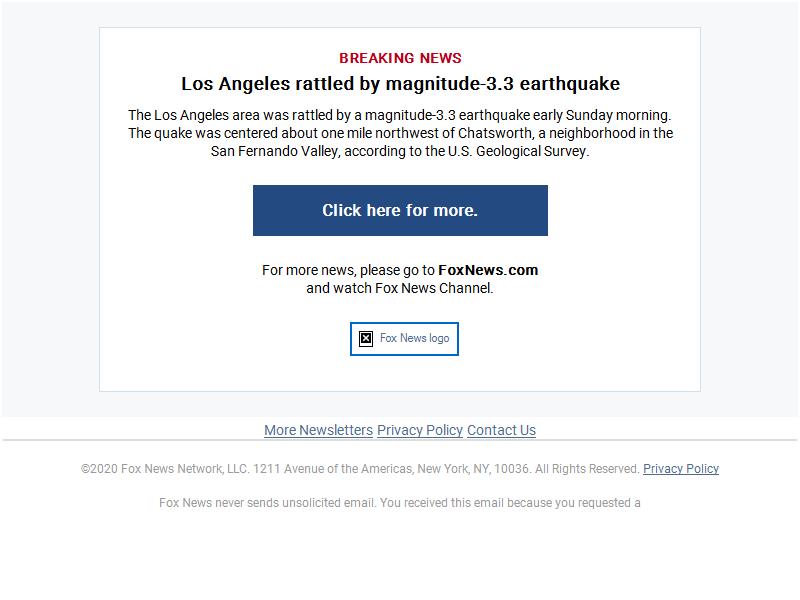 BREAKING NEWS
Los Angeles rattled by magnitude-3.3 earthquake
The Los Angeles area was rattled by a magnitude-3.3 earthquake early Sunday morning.
The quake was centered about one mile northwest of Chatsworth, a neighborhood in the
San Fernando Valley, according to the U.S. Geological Survey.
Click here for more.
For more news, please go to FoxNews.com
and watch Fox News Channel.
Fox News logo
More Newsletters Privacy Policy Contact Us
©2020 Fox News Network, LLC. 1211 Avenue of the Americas, New York, NY, 10036. All Rights Reserved. Privacy Policy
Fox News never sends unsolicited email. You received this email because you requested a